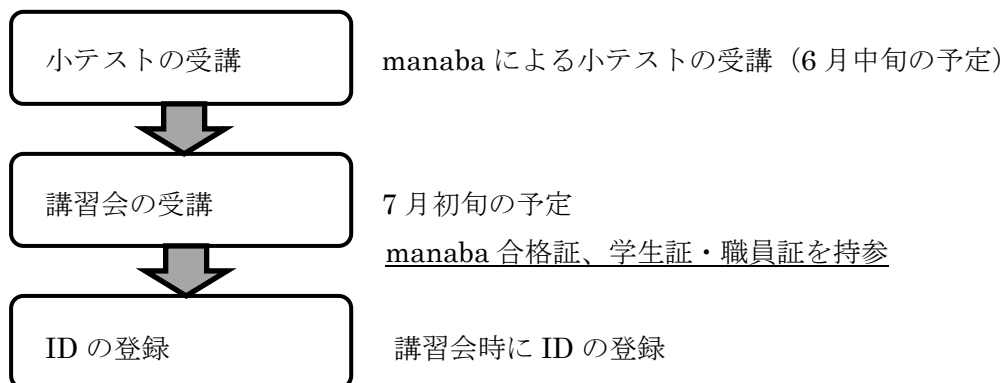 小テストの受講 manaba による小テストの受講（6 月中旬の予定）
講習会の受講 7 月初旬の予定
manaba 合格証、学生証・職員証を持参
ID の登録 講習会時に ID の登録